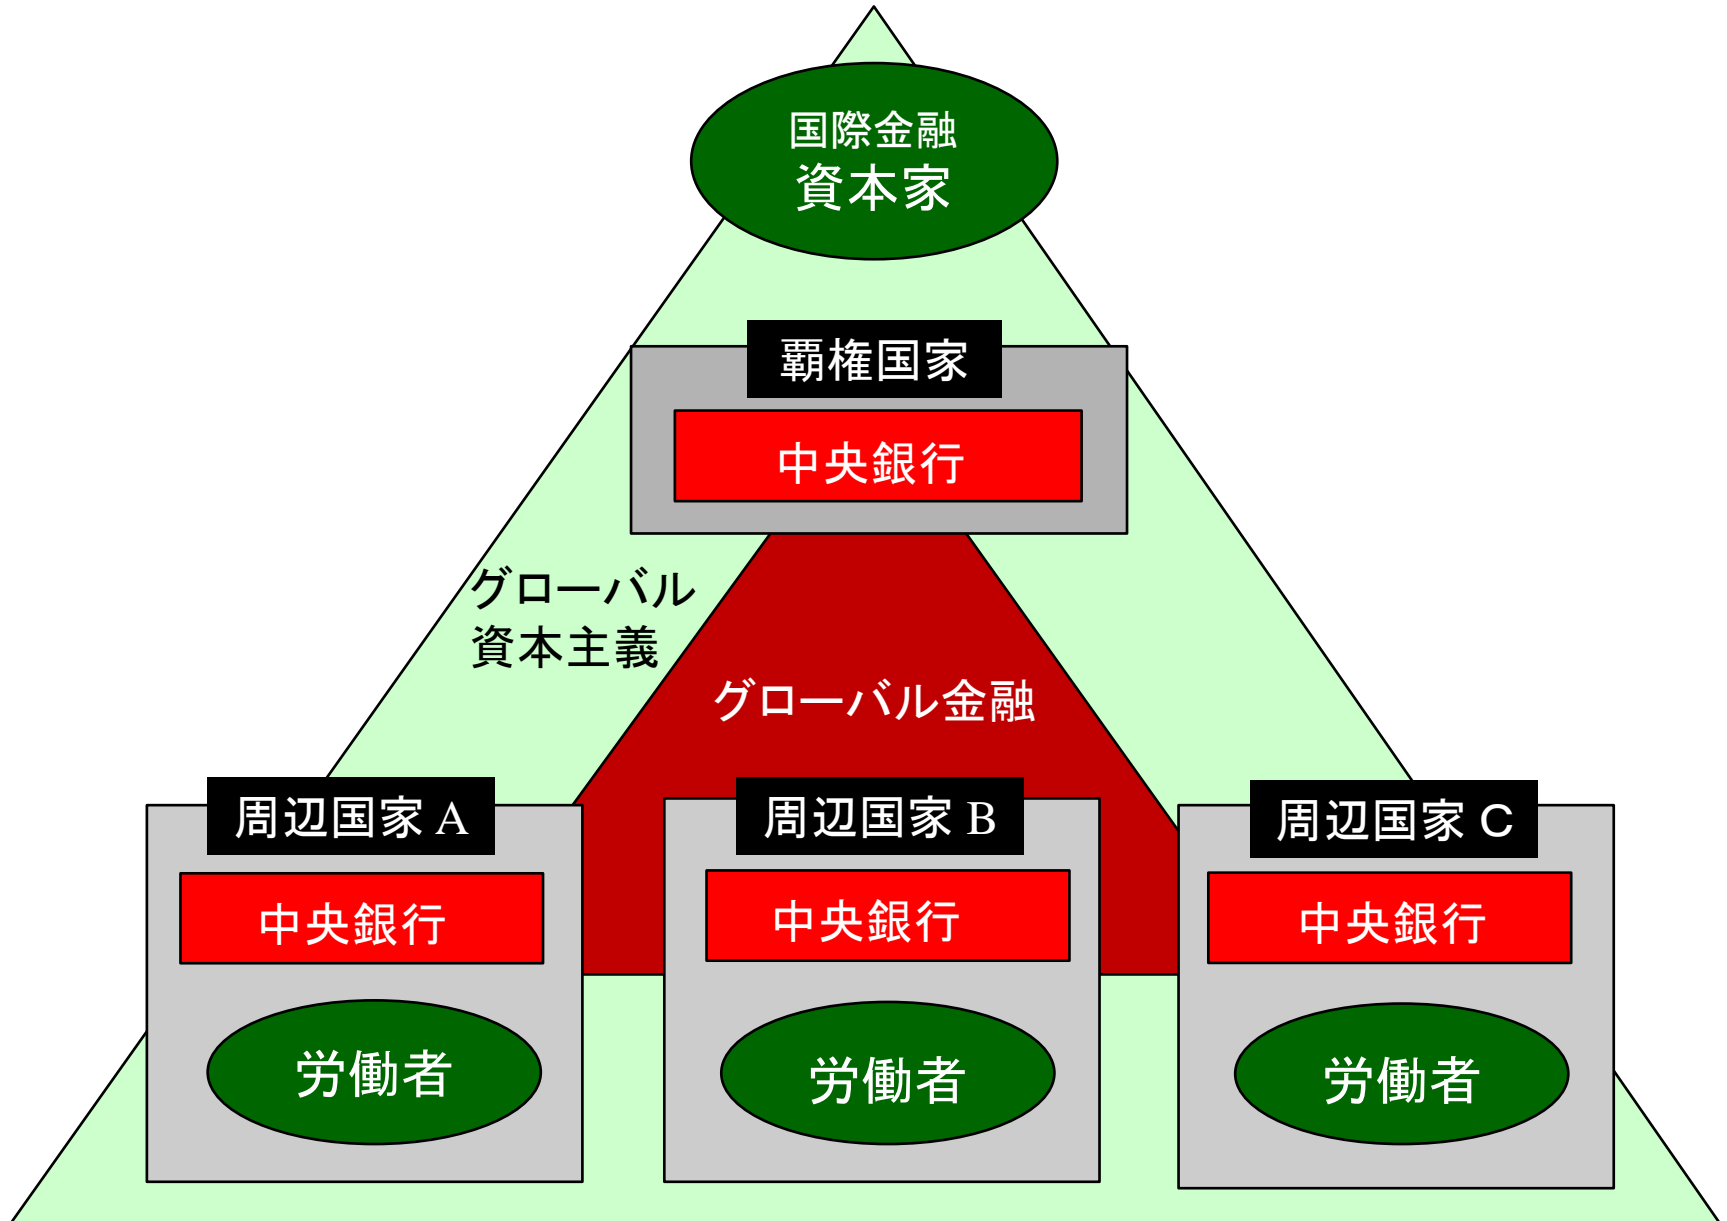 国際金融
資本家
覇権国家
中央銀行
グローバル
資本主義
グローバル金融
周辺国家 A
中央銀行
労働者
周辺国家 B
中央銀行
労働者
周辺国家 C
中央銀行
労働者